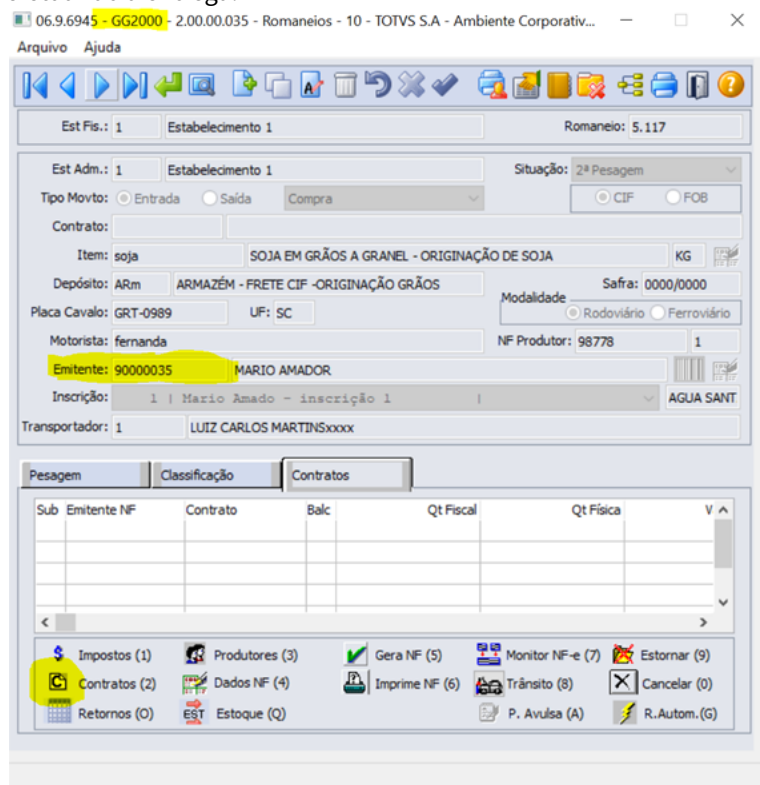 06.9.6945 - GG2000 - 2.00.00.035 - Romaneios - 10 - TOTVS S.A - Ambiente Corporativ...
Arquivo Ajuda
Est Fis.: 1 Estabelecimento 1 Romaneio: 5.117
Est Adm.: 1 Estabelecimento 1 Situação: 2ª Pesagem
Tipo Movto: Entrada Saída Compra CIF FOB
Contrato:
Item: soja SOJA EM GRÃOS A GRANEL - ORIGINAÇÃO DE SOJA KG
Depósito: ARm ARMAZÉM - FRETE CIF -ORIGINAÇÃO GRÃOS Safra: 0000/0000
Modalidade
Placa Cavalo: GRT-0989 UF: SC Rodoviário Ferroviário
Motorista: fernanda NF Produtor: 98778 1
Emitente: 90000035 MARIO AMADOR
Inscrição: 1 | Mario Amado - inscrição 1 | AGUA SANT
Transportador: 1 LUIZ CARLOS MARTINSxxxx
Pesagem Classificação Contratos
Sub Emitente NF Contrato Balc Qt Fiscal Qt Física V
$ Impostos (1) Produtores (3) Gera NF (5) Monitor NF-e (7) Estornar (9)
C Contratos (2) Dados NF (4) Imprime NF (6) Trânsito (8) Cancelar (0)
Retornos (O) EST Estoque (Q) P. Avulsa (A) R.Autom.(G)